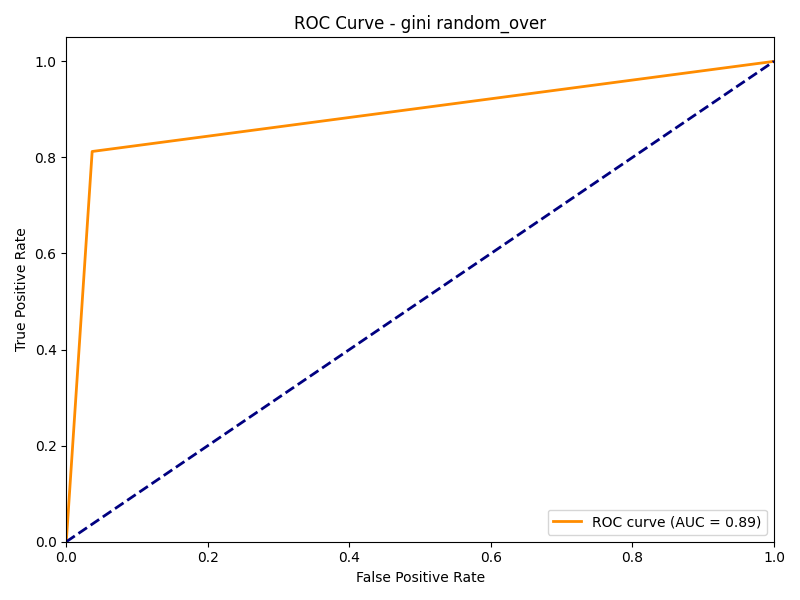 ROC Curve - gini random_over
1.0
0.8
0.6
0.4
0.2
0.0
True Positive Rate
0.0 0.2 0.4 0.6 0.8 1.0
False Positive Rate
ROC curve (AUC = 0.89)